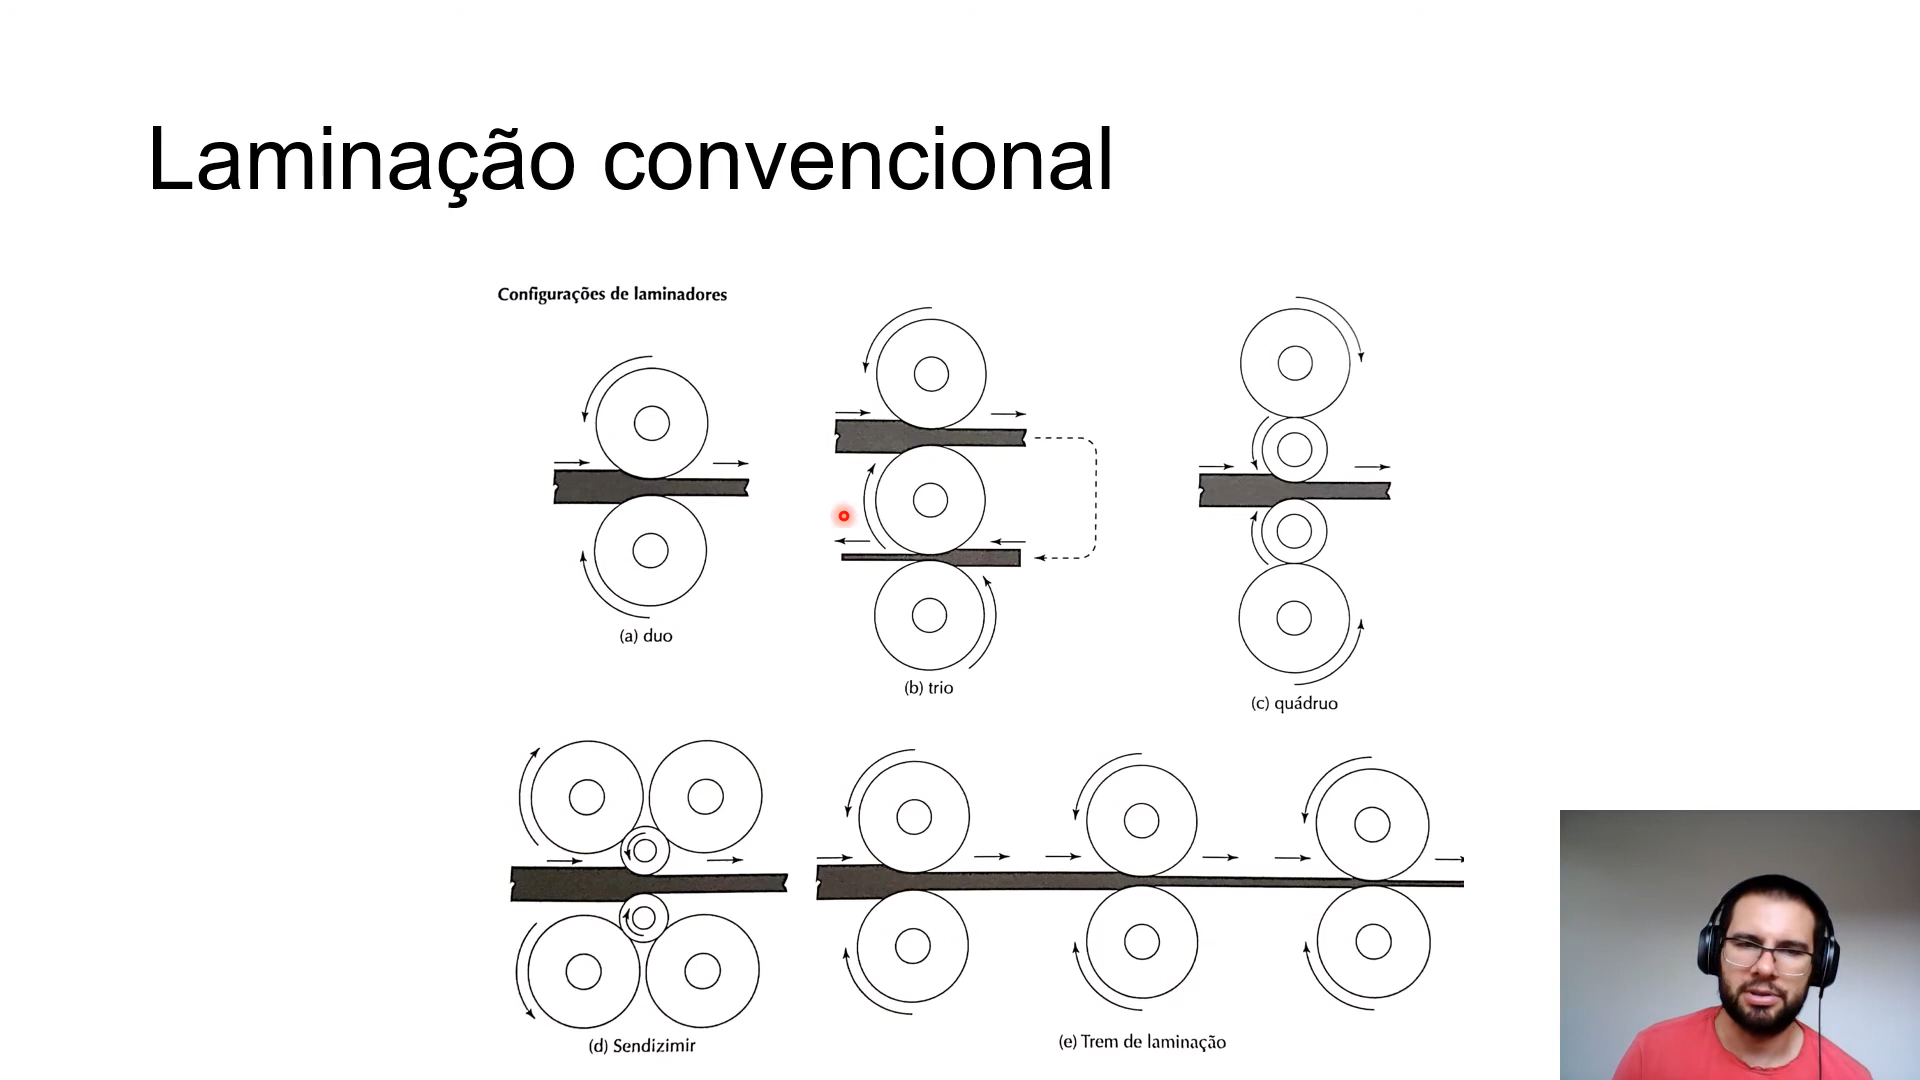 Laminação convencional
Configurações de laminadores
(a) duo
(b) trio
(c) quádruo
(d) Sendizimir
(e) Trem de laminação